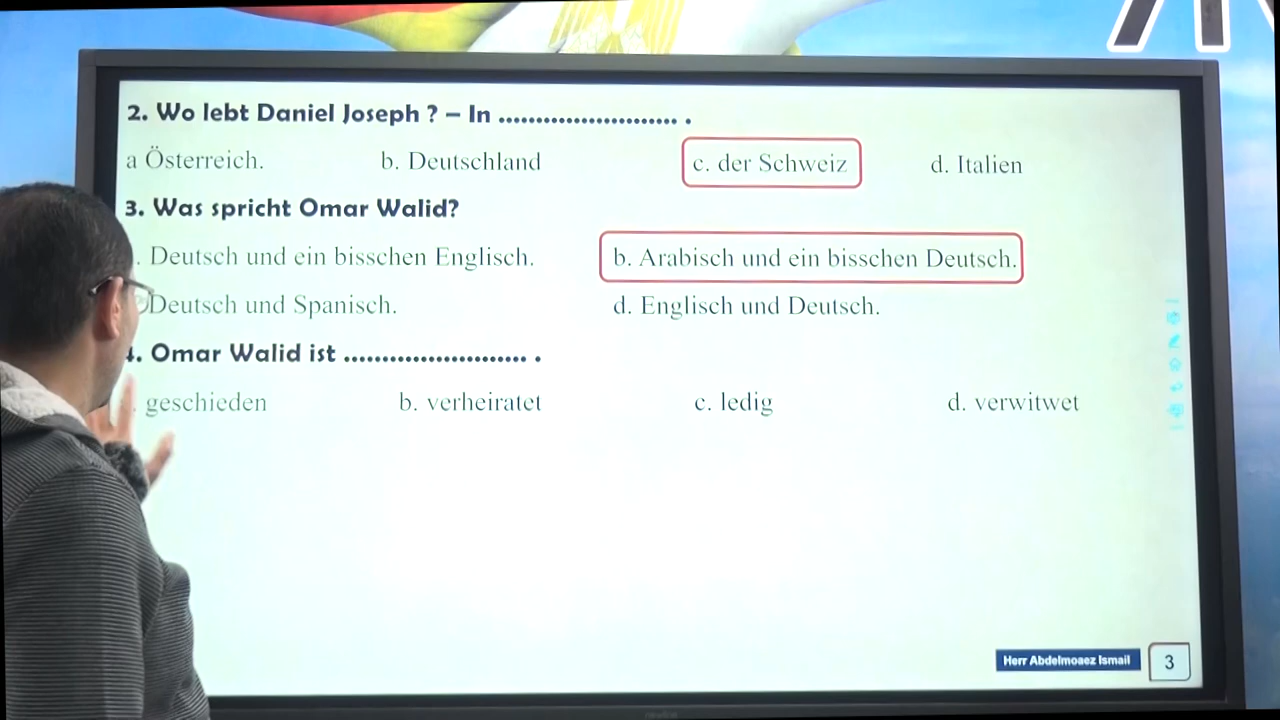 2. Wo lebt Daniel Joseph ? – In ........................ .
a Österreich. b. Deutschland c. der Schweiz d. Italien
3. Was spricht Omar Walid?
. Deutsch und ein bisschen Englisch. b. Arabisch und ein bisschen Deutsch.
Deutsch und Spanisch. d. Englisch und Deutsch.
4. Omar Walid ist ........................ .
. geschieden b. verheiratet c. ledig d. verwitwet
Herr Abdelmoaez Ismail 3